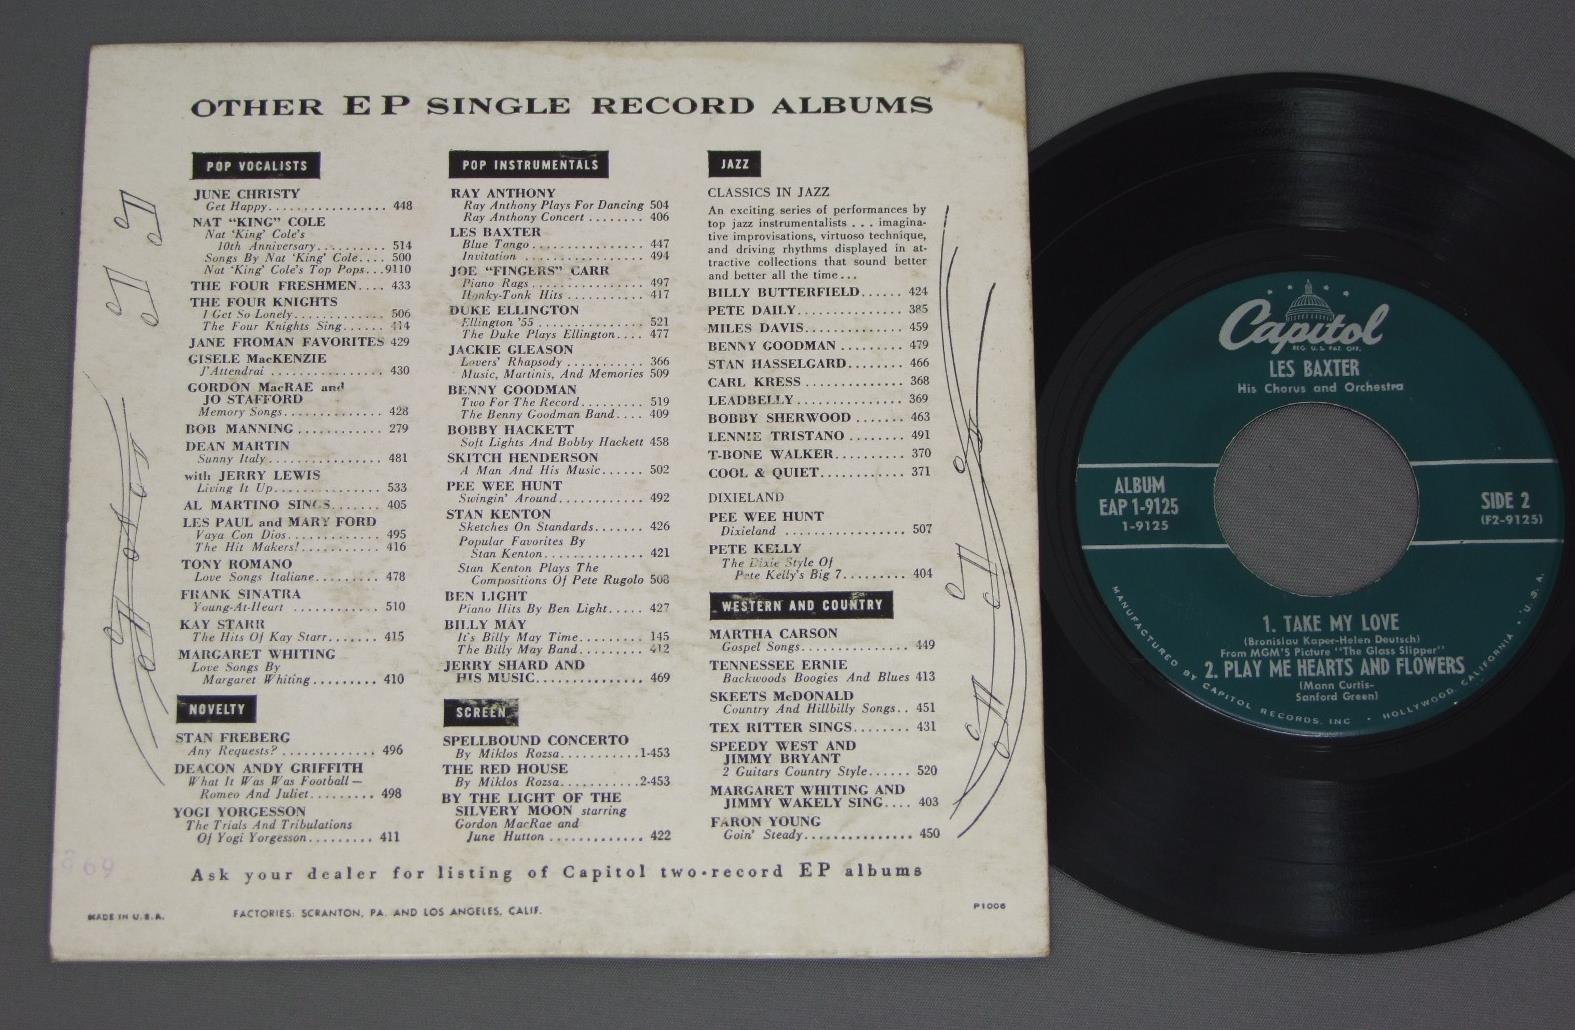 OTHER EP SINGLE RECORD ALBUMS
POP VOCALISTS
JUNE CHRISTY
Get Happy................ 448
NAT “KING” COLE
Nat ‘King’ Cole's
10th Anniversary.......... 514
Songs By Nat ‘King’ Cole.... 500
Nat ‘King’ Cole's Top Pops...9110
THE FOUR FRESHMEN.... 433
THE FOUR KNIGHTS
I Get So Lonely............. 506
The Four Knights Sing...... 414
JANE FROMAN FAVORITES 429
GISELE MacKENZIE
J'Attendrai ................ 430
GORDON MacRAE and
JO STAFFORD
Memory Songs.............. 428
BOB MANNING ............ 279
DEAN MARTIN
Sunny Italy................ 481
with JERRY LEWIS
Living It Up............... 533
AL MARTINO SINGS........ 405
LES PAUL and MARY FORD
Vaya Con Dios.............. 495
The Hit Makers!........... 416
TONY ROMANO
Love Songs Italiane......... 478
FRANK SINATRA
Young-At-Heart ............ 510
KAY STARR
The Hits Of Kay Starr....... 415
MARGARET WHITING
Love Songs By
Margaret Whiting ......... 410
NOVELTY
STAN FREBERG
Any Requests? ............ 496
DEACON ANDY GRIFFITH
What It Was Was Football—
Romeo And Juliet......... 498
YOGI YORGESSON
The Trials And Tribulations
Of Yogi Yorgesson......... 411
POP INSTRUMENTALS
RAY ANTHONY
Ray Anthony Plays For Dancing 504
Ray Anthony Concert ........ 406
LES BAXTER
Blue Tango................ 447
Invitation ................. 494
JOE “FINGERS” CARR
Piano Rags................ 497
Honky-Tonk Hits ........... 417
DUKE ELLINGTON
Ellington '55 ............... 521
The Duke Plays Ellington.... 477
JACKIE GLEASON
Lovers' Rhapsody ........... 366
Music, Martinis, And Memories 509
BENNY GOODMAN
Two For The Record......... 519
The Benny Goodman Band.... 409
BOBBY HACKETT
Soft Lights And Bobby Hackett 458
SKITCH HENDERSON
A Man And His Music...... 502
PEE WEE HUNT
Swingin' Around............ 492
STAN KENTON
Sketches On Standards....... 426
Popular Favorites By
Stan Kenton.............. 421
Stan Kenton Plays The
Compositions Of Pete Rugolo 508
BEN LIGHT
Piano Hits By Ben Light..... 427
BILLY MAY
It's Billy May Time......... 145
The Billy May Band......... 412
JERRY SHARD AND
HIS MUSIC.............. 469
SCREEN
SPELLBOUND CONCERTO
By Miklos Rozsa...........1-453
THE RED HOUSE
By Miklos Rozsa...........2-453
BY THE LIGHT OF THE
SILVERY MOON starring
Gordon MacRae and
June Hutton ............. 422
JAZZ
CLASSICS IN JAZZ
An exciting series of performances by
top jazz instrumentalists . . . imagina-
tive improvisations, virtuoso technique,
and driving rhythms displayed in at-
tractive collections that sound better
and better all the time...
BILLY BUTTERFIELD...... 424
PETE DAILY............... 385
MILES DAVIS............. 459
BENNY GOODMAN ......... 479
STAN HASSELGARD........ 466
CARL KRESS ............. 368
LEADBELLY............... 369
BOBBY SHERWOOD ....... 463
LENNIE TRISTANO ........ 491
T-BONE WALKER.......... 370
COOL & QUIET............ 371
DIXIELAND
PEE WEE HUNT
Dixieland ................. 507
PETE KELLY
The Dixie Style Of
Pete Kelly's Big 7......... 404
WESTERN AND COUNTRY
MARTHA CARSON
Gospel Songs............... 449
TENNESSEE ERNIE
Backwoods Boogies And Blues 413
SKEETS McDONALD
Country And Hillbilly Songs.. 451
TEX RITTER SINGS........ 431
SPEEDY WEST AND
JIMMY BRYANT
2 Guitars Country Style...... 520
MARGARET WHITING AND
JIMMY WAKELY SING.... 403
FARON YOUNG
Goin' Steady............... 450
Ask your dealer for listing of Capitol two-record EP albums
MADE IN U.S.A.
FACTORIES: SCRANTON, PA. AND LOS ANGELES, CALIF.
P1006
Capitol
REG. U.S. PAT. OFF.
LES BAXTER
His Chorus and Orchestra
ALBUM
EAP 1-9125
1-9125
SIDE 2
(F2-9125)
1. TAKE MY LOVE
(Bronislau Kaper-Helen Deutsch)
From MGM's Picture "The Glass Slipper"
2. PLAY ME HEARTS AND FLOWERS
(Mann Curtis-
Sanford Green)
MANUFACTURED BY CAPITOL RECORDS, INC • HOLLYWOOD, CALIFORNIA • U.S.A.